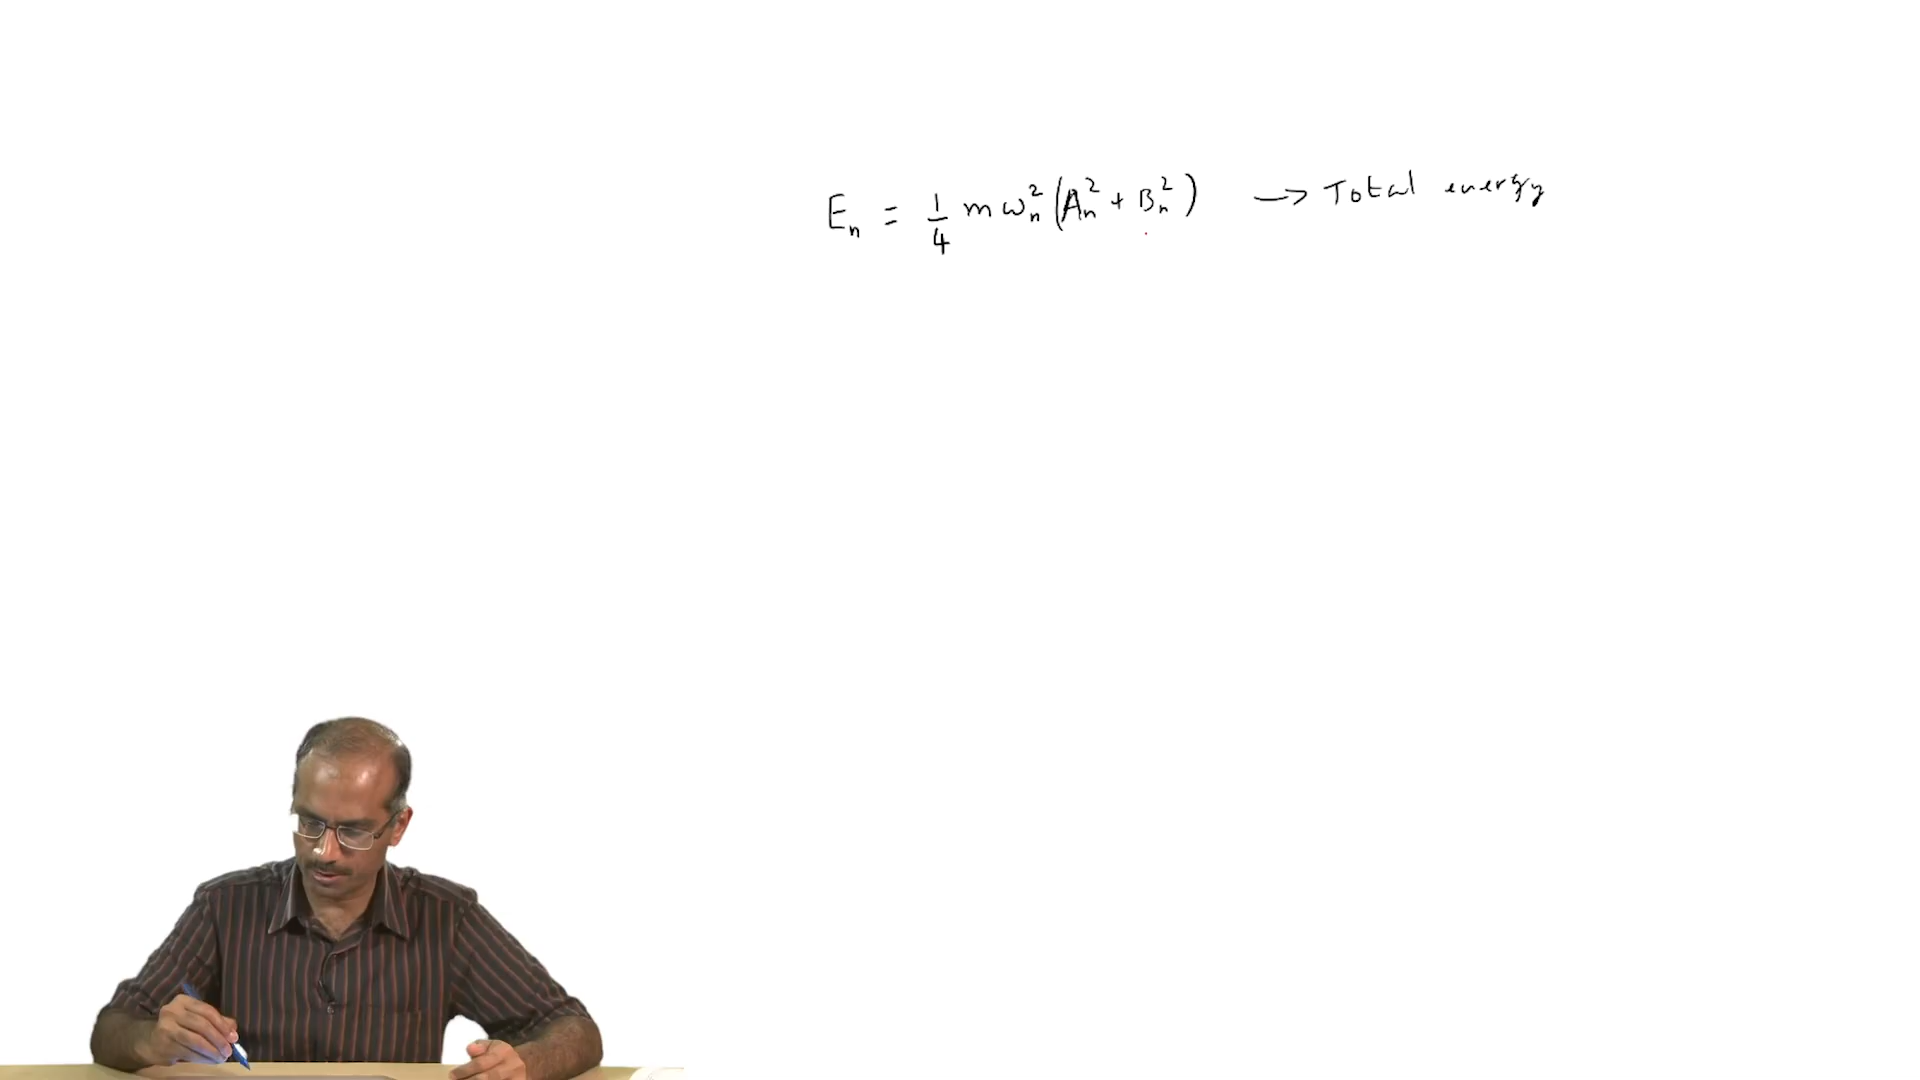 Eₙ = 1/4 m ωₙ² (Aₙ² + Bₙ²) → Total energy